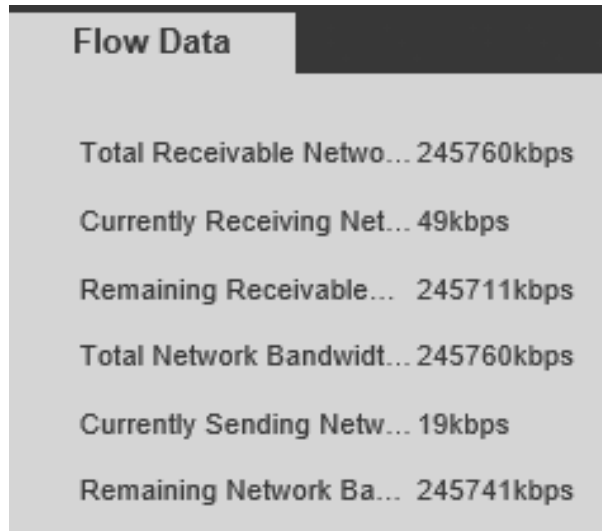 Flow Data
Total Receivable Netwo... 245760kbps
Currently Receiving Net... 49kbps
Remaining Receivable... 245711kbps
Total Network Bandwidt... 245760kbps
Currently Sending Netw... 19kbps
Remaining Network Ba... 245741kbps